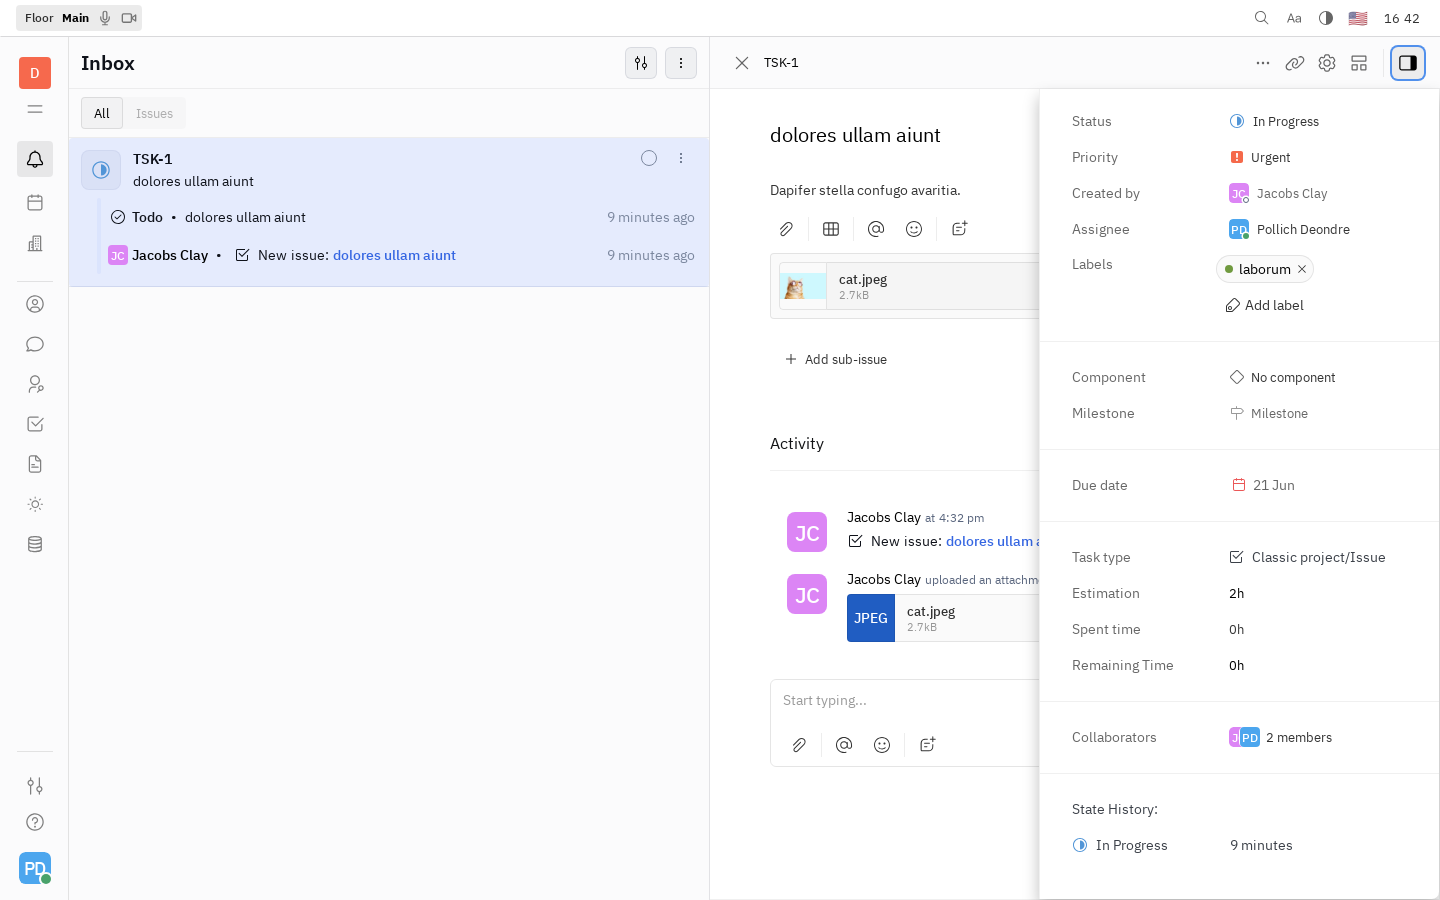 Floor Main
Aa
16 42
D
Inbox
TSK-1
All
Issues
TSK-1
dolores ullam aiunt
Todo • dolores ullam aiunt
9 minutes ago
JC Jacobs Clay • New issue: dolores ullam aiunt
9 minutes ago
PD
dolores ullam aiunt
Dapifer stella confugo avaritia.
cat.jpeg
2.7kB
Add sub-issue
Activity
JC
Jacobs Clay at 4:32 pm
New issue: dolores ullam a
JC
Jacobs Clay uploaded an attachm
JPEG
cat.jpeg
2.7kB
Start typing...
Status
In Progress
Priority
Urgent
Created by
JC Jacobs Clay
Assignee
PD Pollich Deondre
Labels
laborum
Add label
Component
No component
Milestone
Milestone
Due date
21 Jun
Task type
Classic project/Issue
Estimation
2h
Spent time
0h
Remaining Time
0h
Collaborators
J PD 2 members
State History:
In Progress
9 minutes